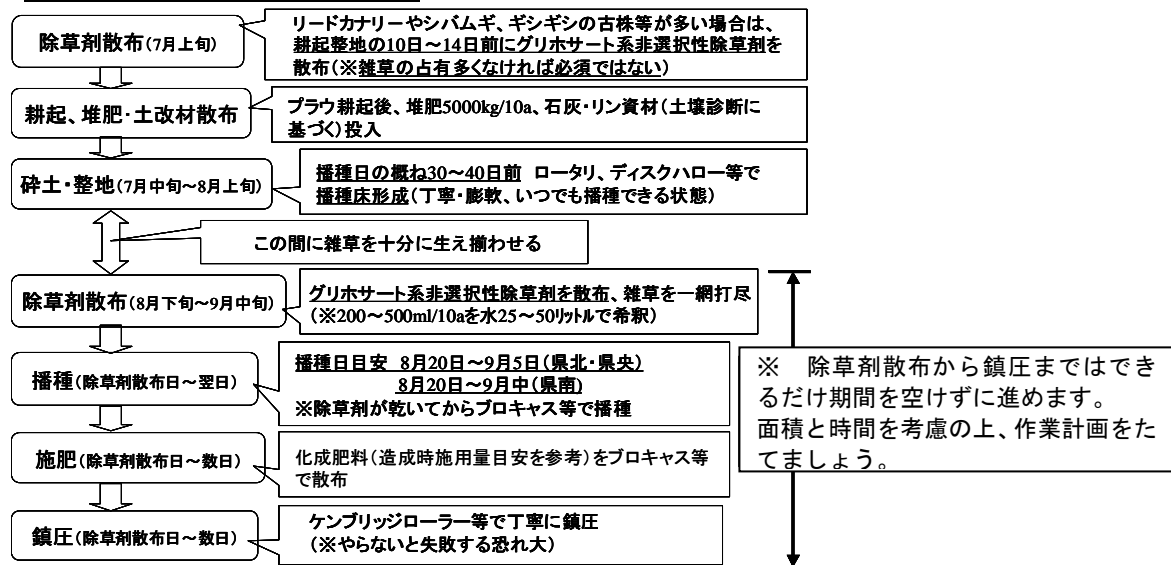 除草剤散布(7月上旬)
リードカナリーやシバムギ、ギシギシの古株等が多い場合は、
耕起整地の10日～14日前にグリホサート系非選択性除草剤を
散布(※雑草の占有多くなければ必須ではない)
耕起、堆肥・土改材散布
プラウ耕起後、堆肥5000kg/10a、石灰・リン資材(土壌診断に
基づく)投入
砕土・整地(7月中旬～8月上旬)
播種日の概ね30～40日前 ロータリ、ディスクハロー等で
播種床形成(丁寧・膨軟、いつでも播種できる状態)
この間に雑草を十分に生え揃わせる
除草剤散布(8月下旬～9月中旬)
グリホサート系非選択性除草剤を散布、雑草を一網打尽
(※200～500ml/10aを水25～50リットルで希釈)
播種(除草剤散布日～翌日)
播種日目安 8月20日～9月5日(県北・県央)
8月20日～9月中(県南)
※除草剤が乾いてからブロキャス等で播種
施肥(除草剤散布日～数日)
化成肥料(造成時施用量目安を参考)をブロキャス等
で散布
鎮圧(除草剤散布日～数日)
ケンブリッジローラー等で丁寧に鎮圧
(※やらないと失敗する恐れ大)
※ 除草剤散布から鎮圧まではでき
るだけ期間を空けずに進めます。
面積と時間を考慮の上、作業計画をた
てましょう。